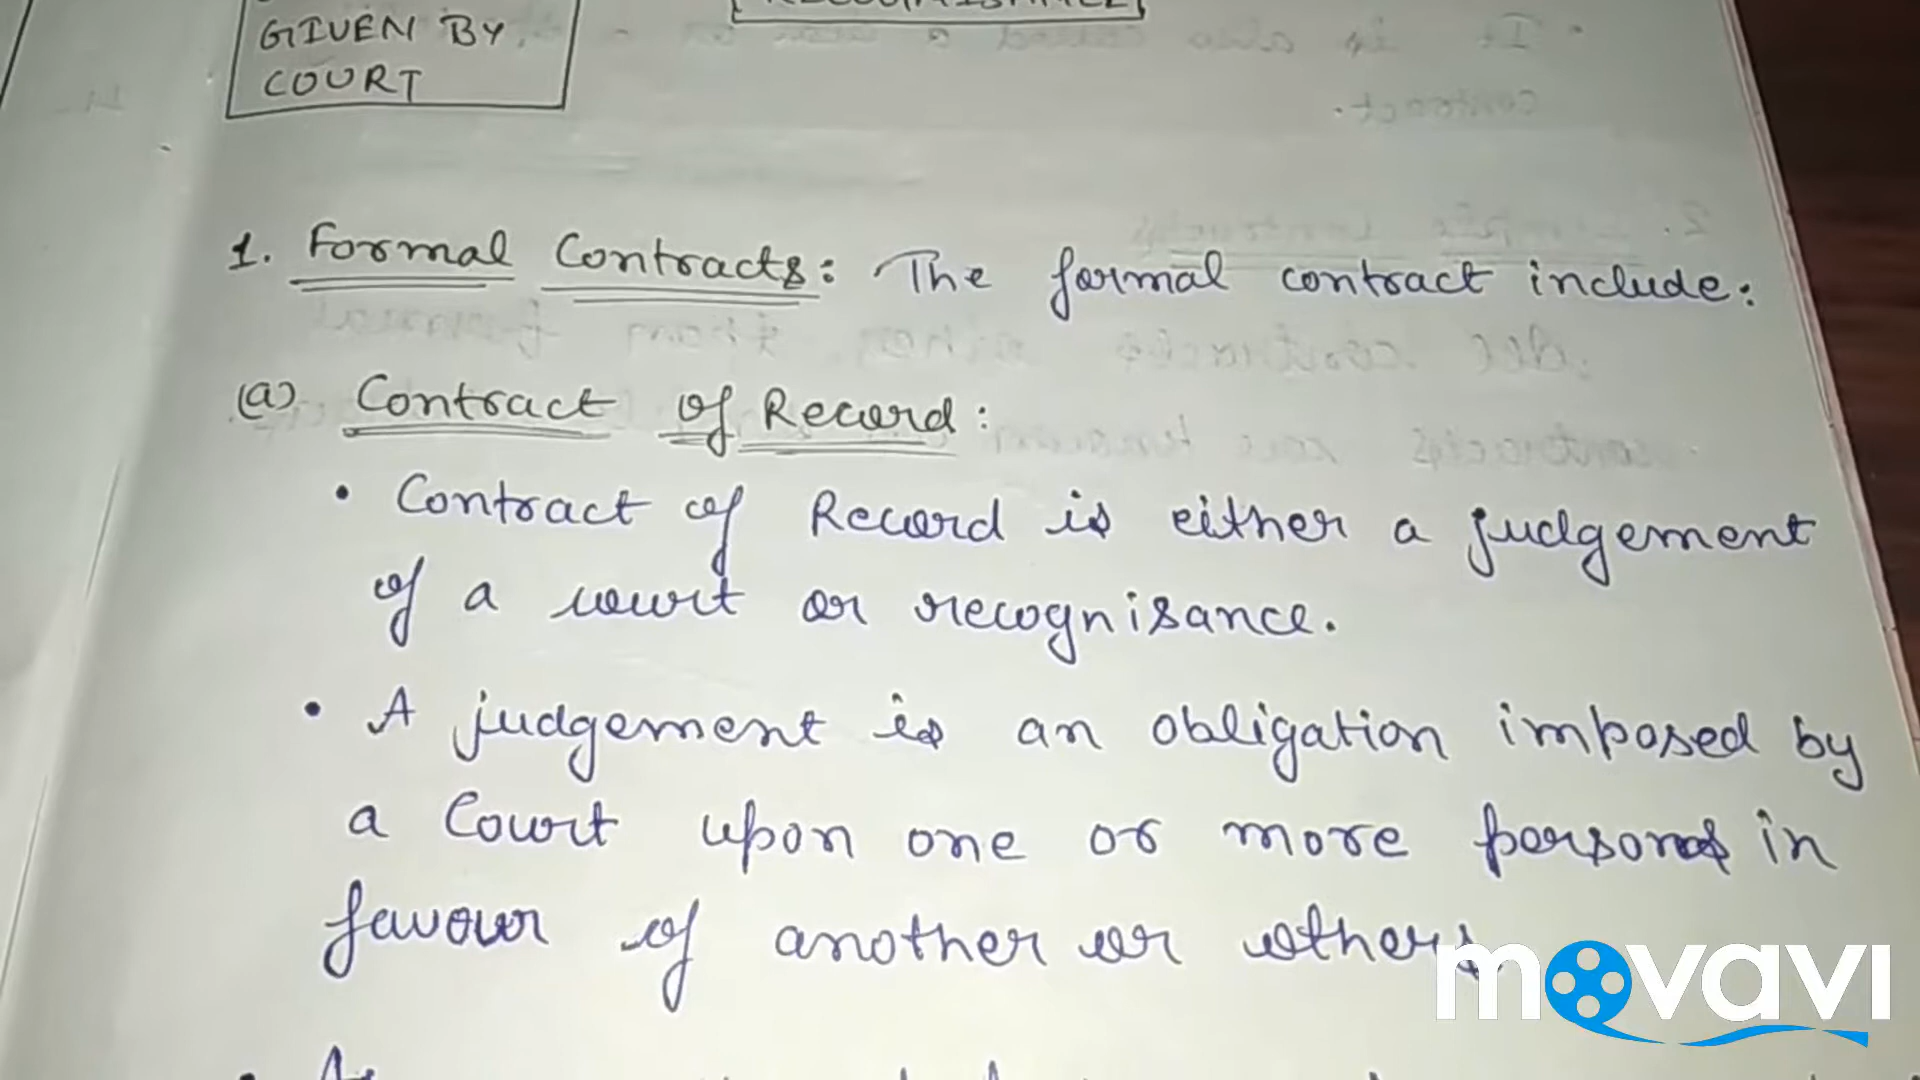 GIVEN BY
COURT
1. Formal Contracts: The formal contract include:
(a) Contract of Record:
• Contract of Record is either a judgement
of a court or recognisance.
• A judgement is an obligation imposed by
a Court upon one or more persons in
favour of another or others.
movavi